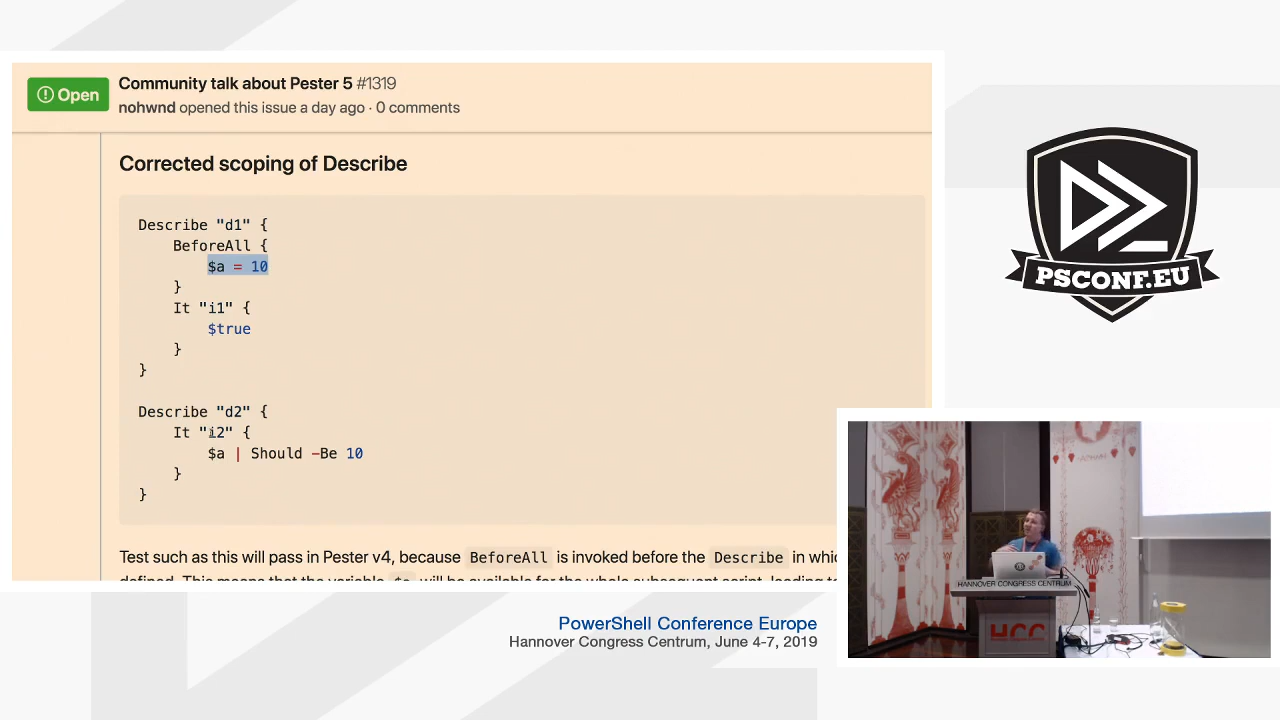 Open
Community talk about Pester 5 #1319
nohwnd opened this issue a day ago · 0 comments
Corrected scoping of Describe
Describe "d1" {
BeforeAll {
$a = 10
}
It "i1" {
$true
}
}
Describe "d2" {
It "i2" {
$a | Should -Be 10
}
}
Test such as this will pass in Pester v4, because BeforeAll is invoked before the Describe in
PSCONF.EU
HANNOVER CONGRESS CENTRUM
HCC
PowerShell Conference Europe
Hannover Congress Centrum, June 4-7, 2019